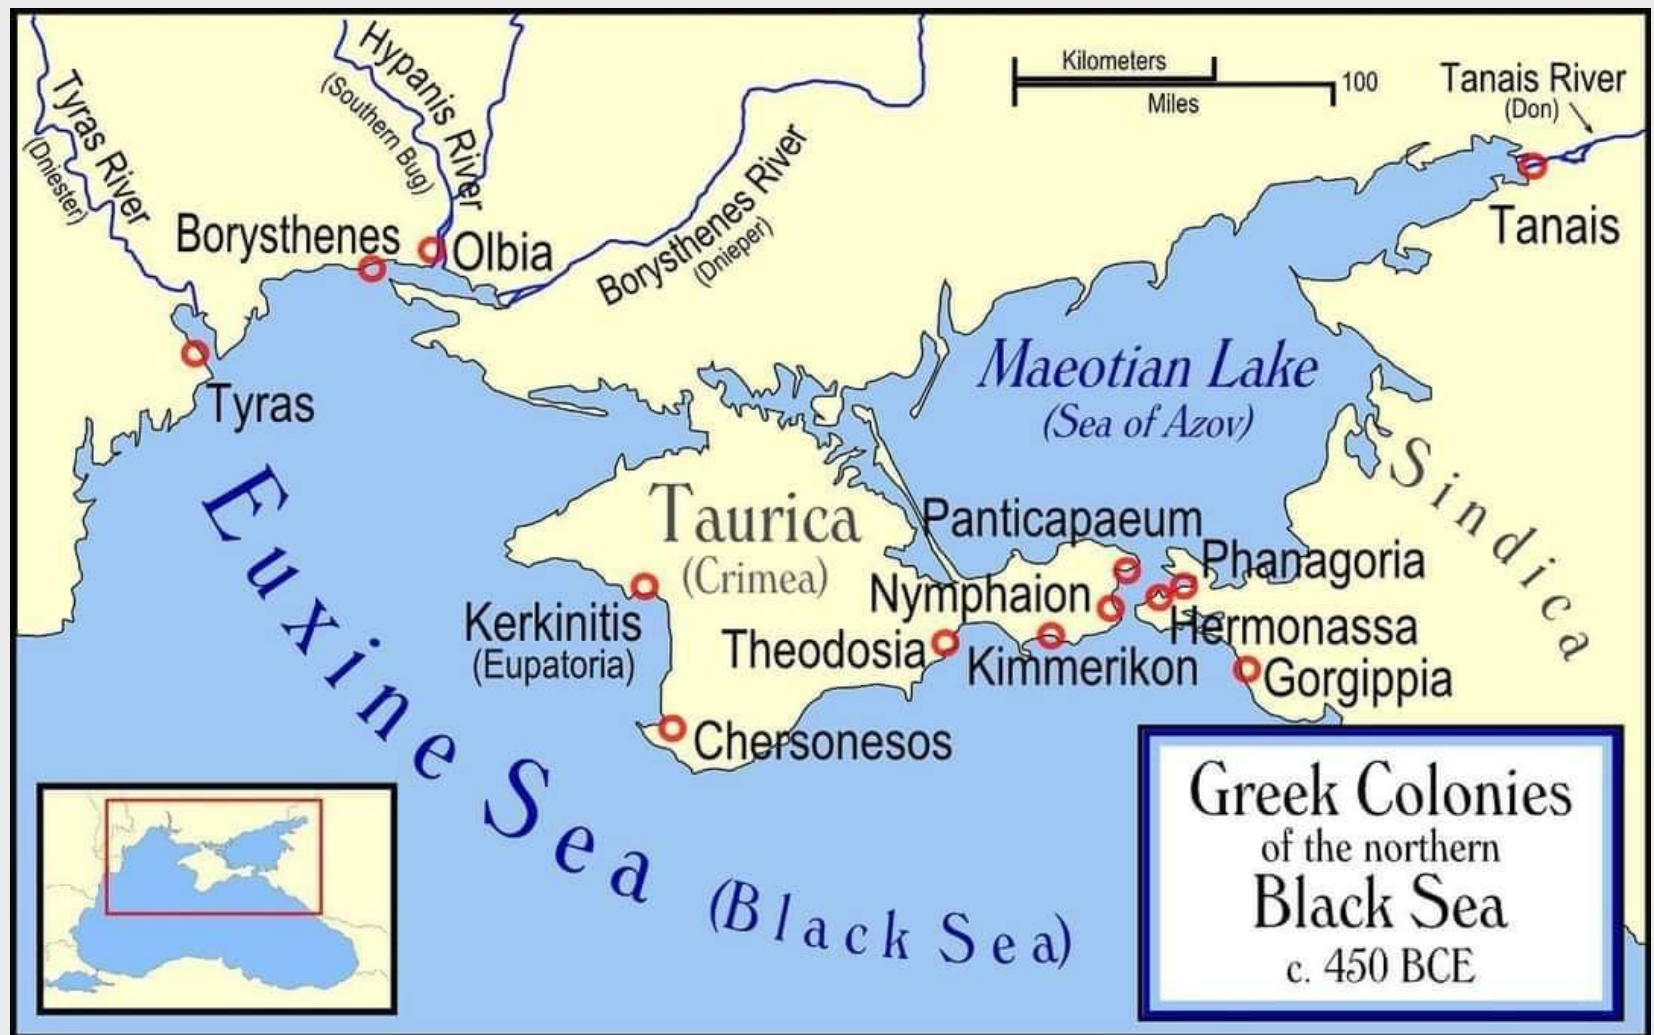 Tyras River
(Dniester)
Hypanis River
(Southern Bug)
Kilometers
100
Miles
Tanais River
(Don)
Tanais
Borysthenes
Olbia
Borysthenes River
(Dnieper)
Tyras
Maeotian Lake
(Sea of Azov)
Sindica
Taurica
(Crimea)
Panticapaeum
Phanagoria
Nymphaion
Hermonassa
Kerkinitis
(Eupatoria)
Theodosia
Kimmerikon
Gorgippia
Chersonesos
Euxine Sea (Black Sea)
Greek Colonies
of the northern
Black Sea
c. 450 BCE